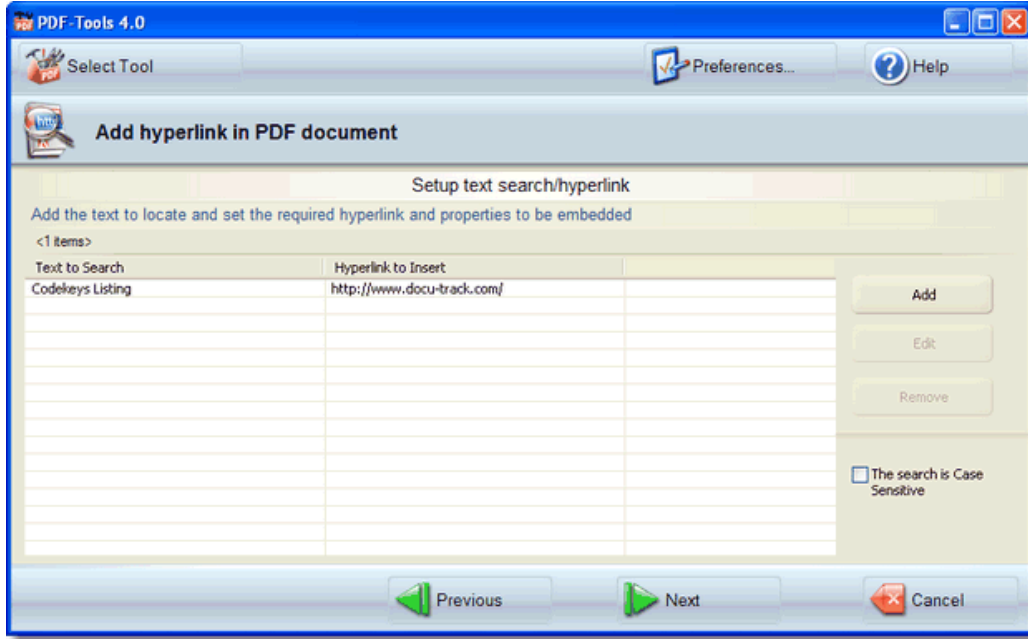 PDF-Tools 4.0
Select Tool
Preferences...
Help
Add hyperlink in PDF document
Setup text search/hyperlink
Add the text to locate and set the required hyperlink and properties to be embedded
<1 items>
Text to Search Hyperlink to Insert
Codekeys Listing http://www.docu-track.com/
Add
Edit
Remove
The search is Case
Sensitive
Previous
Next
Cancel